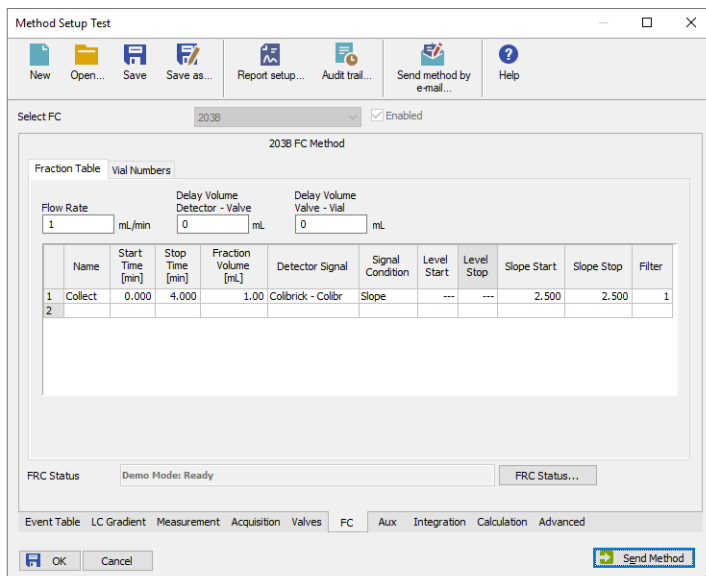 Method Setup Test
New Open... Save Save as... Report setup... Audit trail... Send method by e-mail... Help
Select FC 203B Enabled
203B FC Method
Fraction Table Vial Numbers
Flow Rate Delay Volume Detector - Valve Delay Volume Valve - Vial
1 mL/min 0 mL 0 mL
Name Start Time [min] Stop Time [min] Fraction Volume [mL] Detector Signal Signal Condition Level Start Level Stop Slope Start Slope Stop Filter
1 Collect 0.000 4.000 1.00 Colibrick - Colibr Slope --- --- 2.500 2.500 1
2
FRC Status Demo Mode: Ready FRC Status...
Event Table LC Gradient Measurement Acquisition Valves FC Aux Integration Calculation Advanced
OK Cancel Send Method